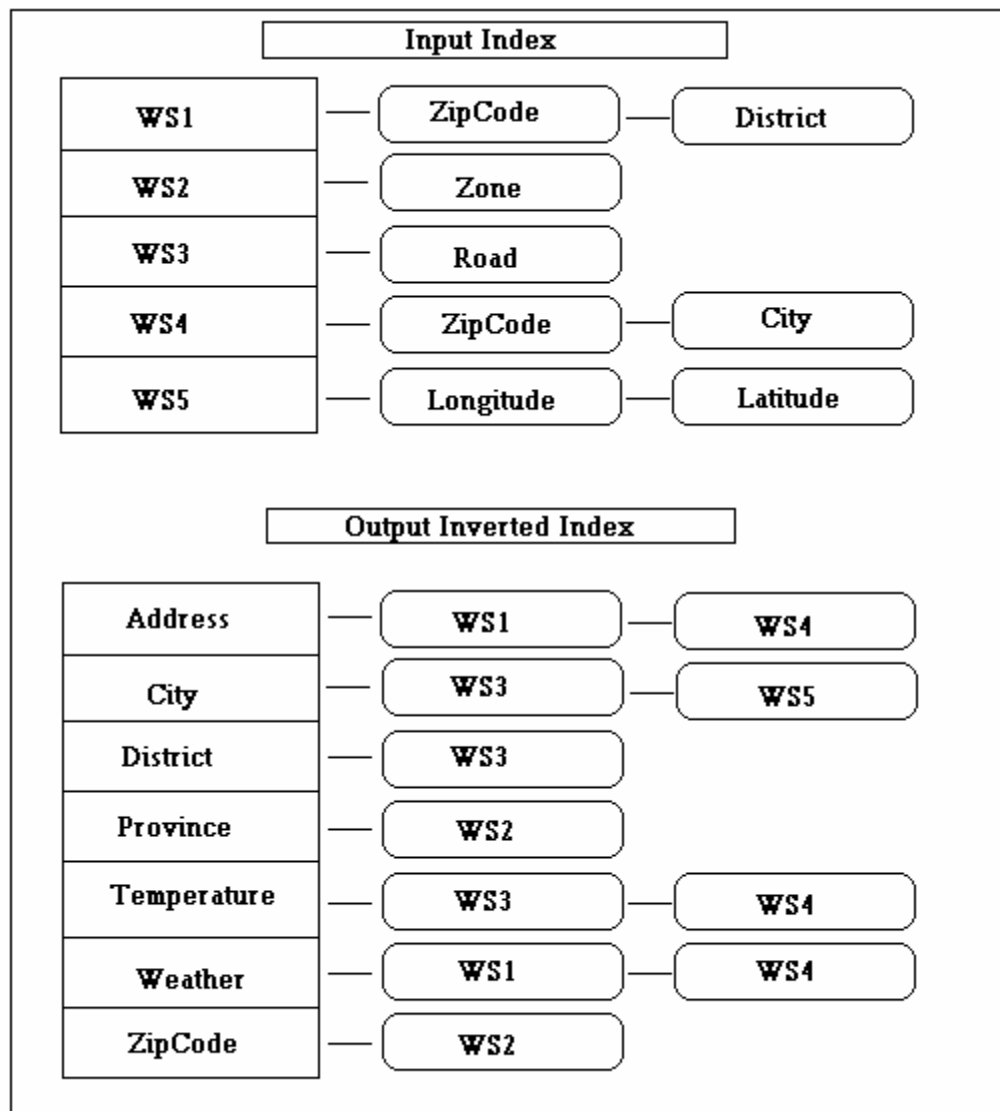 Input Index
WS1 ZipCode District
WS2 Zone
WS3 Road
WS4 ZipCode City
WS5 Longitude Latitude
Output Inverted Index
Address WS1 WS4
City WS3 WS5
District WS3
Province WS2
Temperature WS3 WS4
Weather WS1 WS4
ZipCode WS2